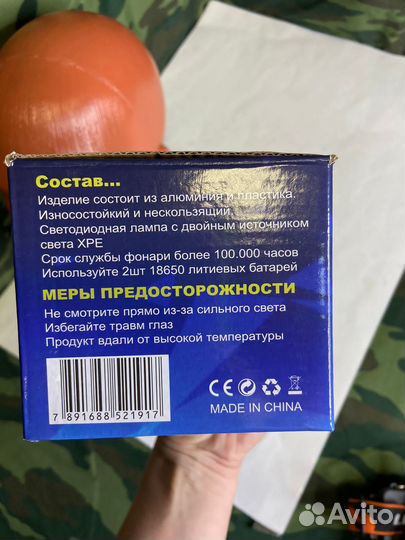 Состав...
Изделие состоит из алюминия и пластика.
Износостойкий и нескользящий.
Светодиодная лампа с двойным источником
света XPE
Срок службы фонари более 100.000 часов
Используйте 2шт 18650 литиевых батарей
МЕРЫ ПРЕДОСТОРОЖНОСТИ
Не смотрите прямо из-за сильного света
Избегайте травм глаз
Продукт вдали от высокой температуры
CE
MADE IN CHINA
7 891688 521917
Avito